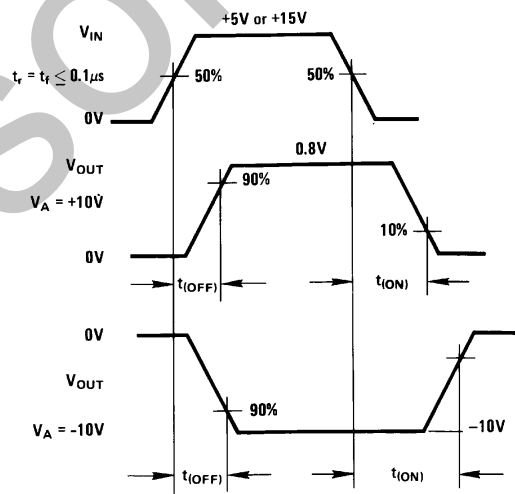 +5V or +15V
VIN
tr = tf ≤ 0.1μs
50%
50%
0V
0.8V
VOUT
90%
VA = +10V
10%
0V
t(OFF)
t(ON)
0V
VOUT
90%
VA = -10V
-10V
t(OFF)
t(ON)